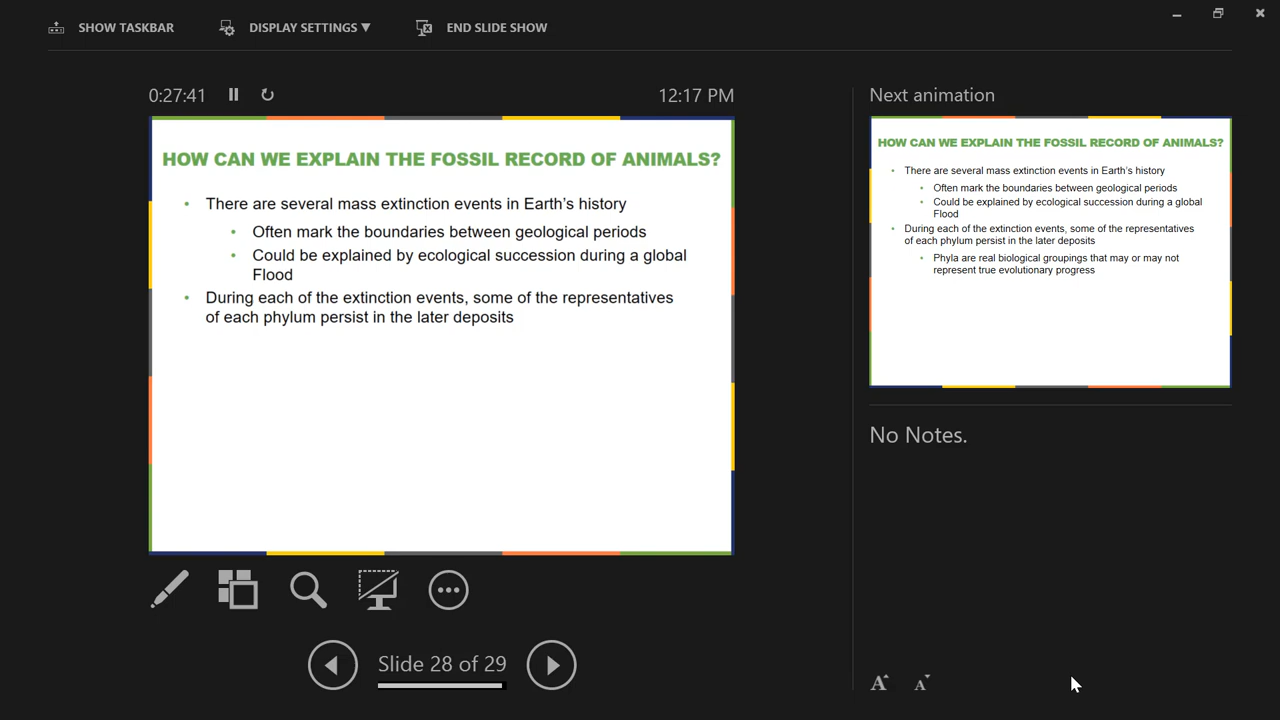 SHOW TASKBAR
DISPLAY SETTINGS ▼
END SLIDE SHOW
0:27:41
12:17 PM
HOW CAN WE EXPLAIN THE FOSSIL RECORD OF ANIMALS?
• There are several mass extinction events in Earth's history
• Often mark the boundaries between geological periods
• Could be explained by ecological succession during a global
Flood
• During each of the extinction events, some of the representatives
of each phylum persist in the later deposits
Slide 28 of 29
Next animation
HOW CAN WE EXPLAIN THE FOSSIL RECORD OF ANIMALS?
• There are several mass extinction events in Earth's history
• Often mark the boundaries between geological periods
• Could be explained by ecological succession during a global
Flood
• During each of the extinction events, some of the representatives
of each phylum persist in the later deposits
• Phyla are real biological groupings that may or may not
represent true evolutionary progress
No Notes.
A A